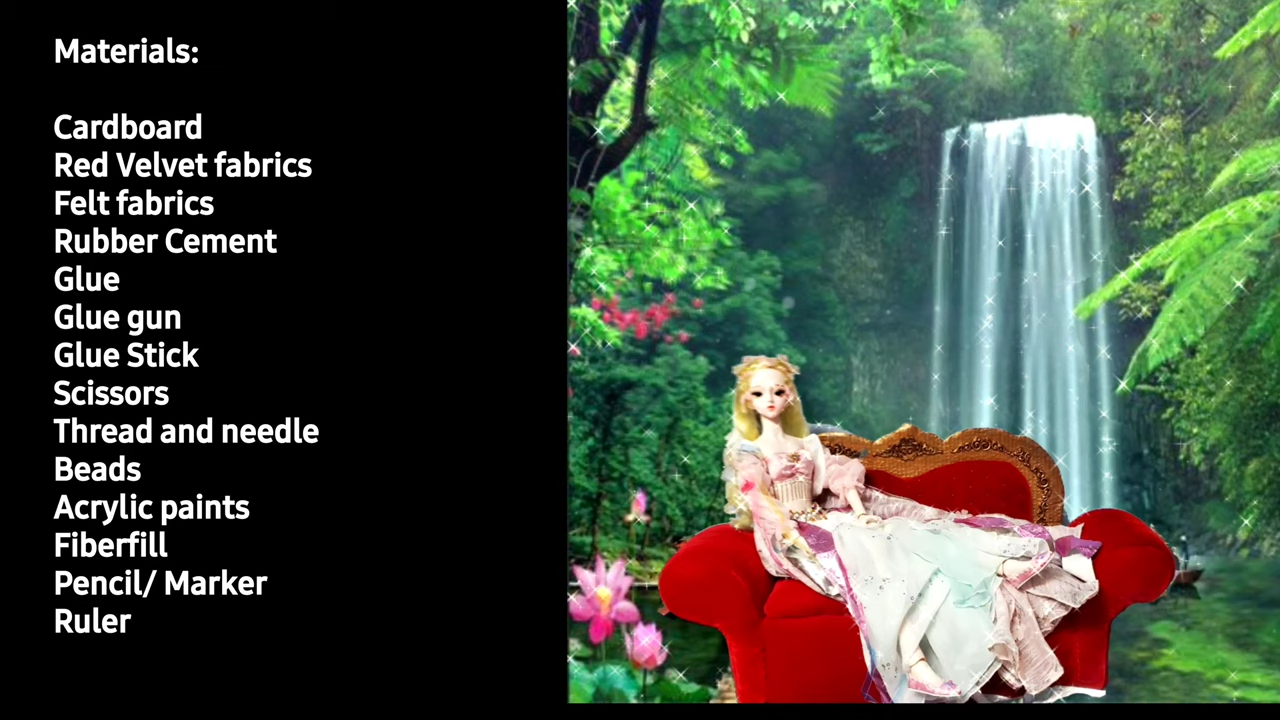 Materials:
Cardboard
Red Velvet fabrics
Felt fabrics
Rubber Cement
Glue
Glue gun
Glue Stick
Scissors
Thread and needle
Beads
Acrylic paints
Fiberfill
Pencil/ Marker
Ruler